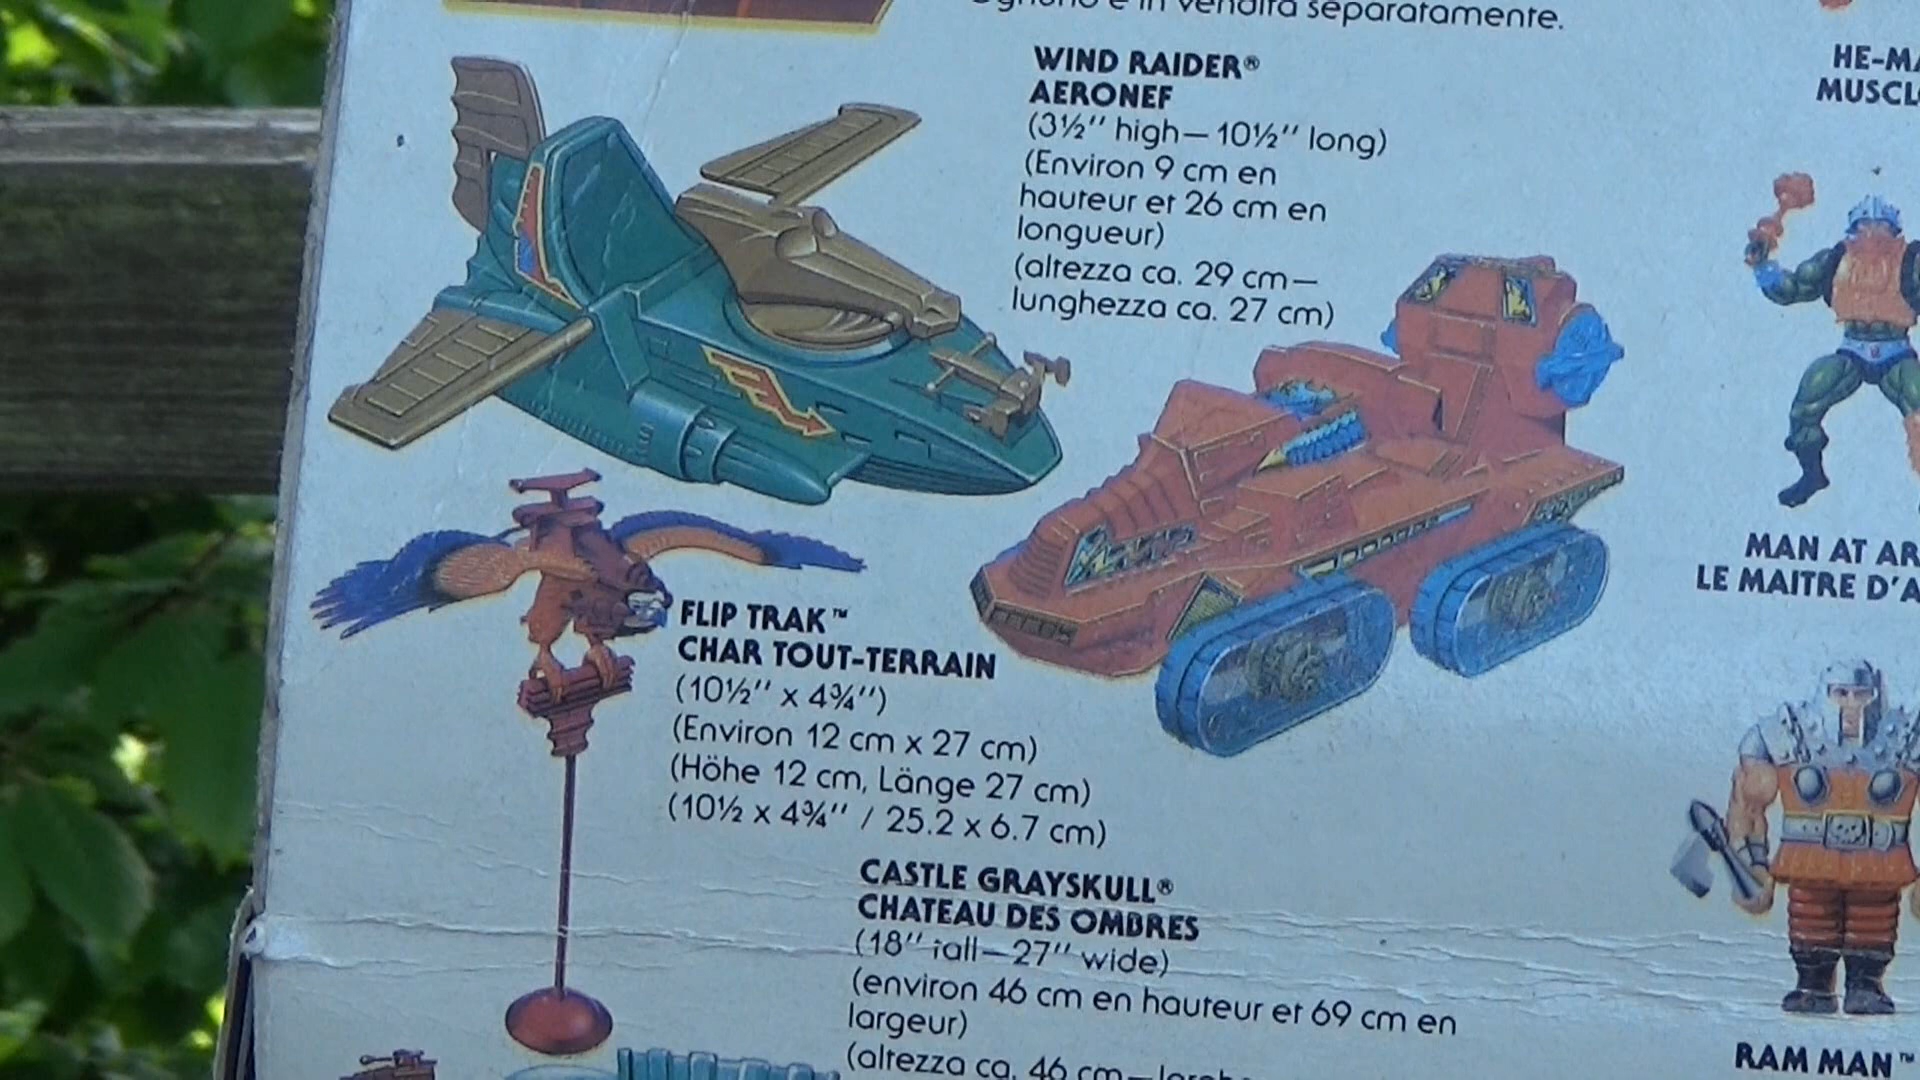 è in vendita separatamente.
WIND RAIDER®
AERONEF
(3½" high—10½" long)
(Environ 9 cm en
hauteur et 26 cm en
longueur)
(altezza ca. 29 cm—
lunghezza ca. 27 cm)
FLIP TRAK™
CHAR TOUT-TERRAIN
(10½" x 4¾")
(Environ 12 cm x 27 cm)
(Höhe 12 cm, Länge 27 cm)
(10½ x 4¾" / 25.2 x 6.7 cm)
CASTLE GRAYSKULL®
CHATEAU DES OMBRES
(18" tall—27" wide)
(environ 46 cm en hauteur et 69 cm en
largeur)
(altezza ca. 46 cm—
HE-MA
MUSCL
MAN AT AR
LE MAITRE D'A
RAM MAN™